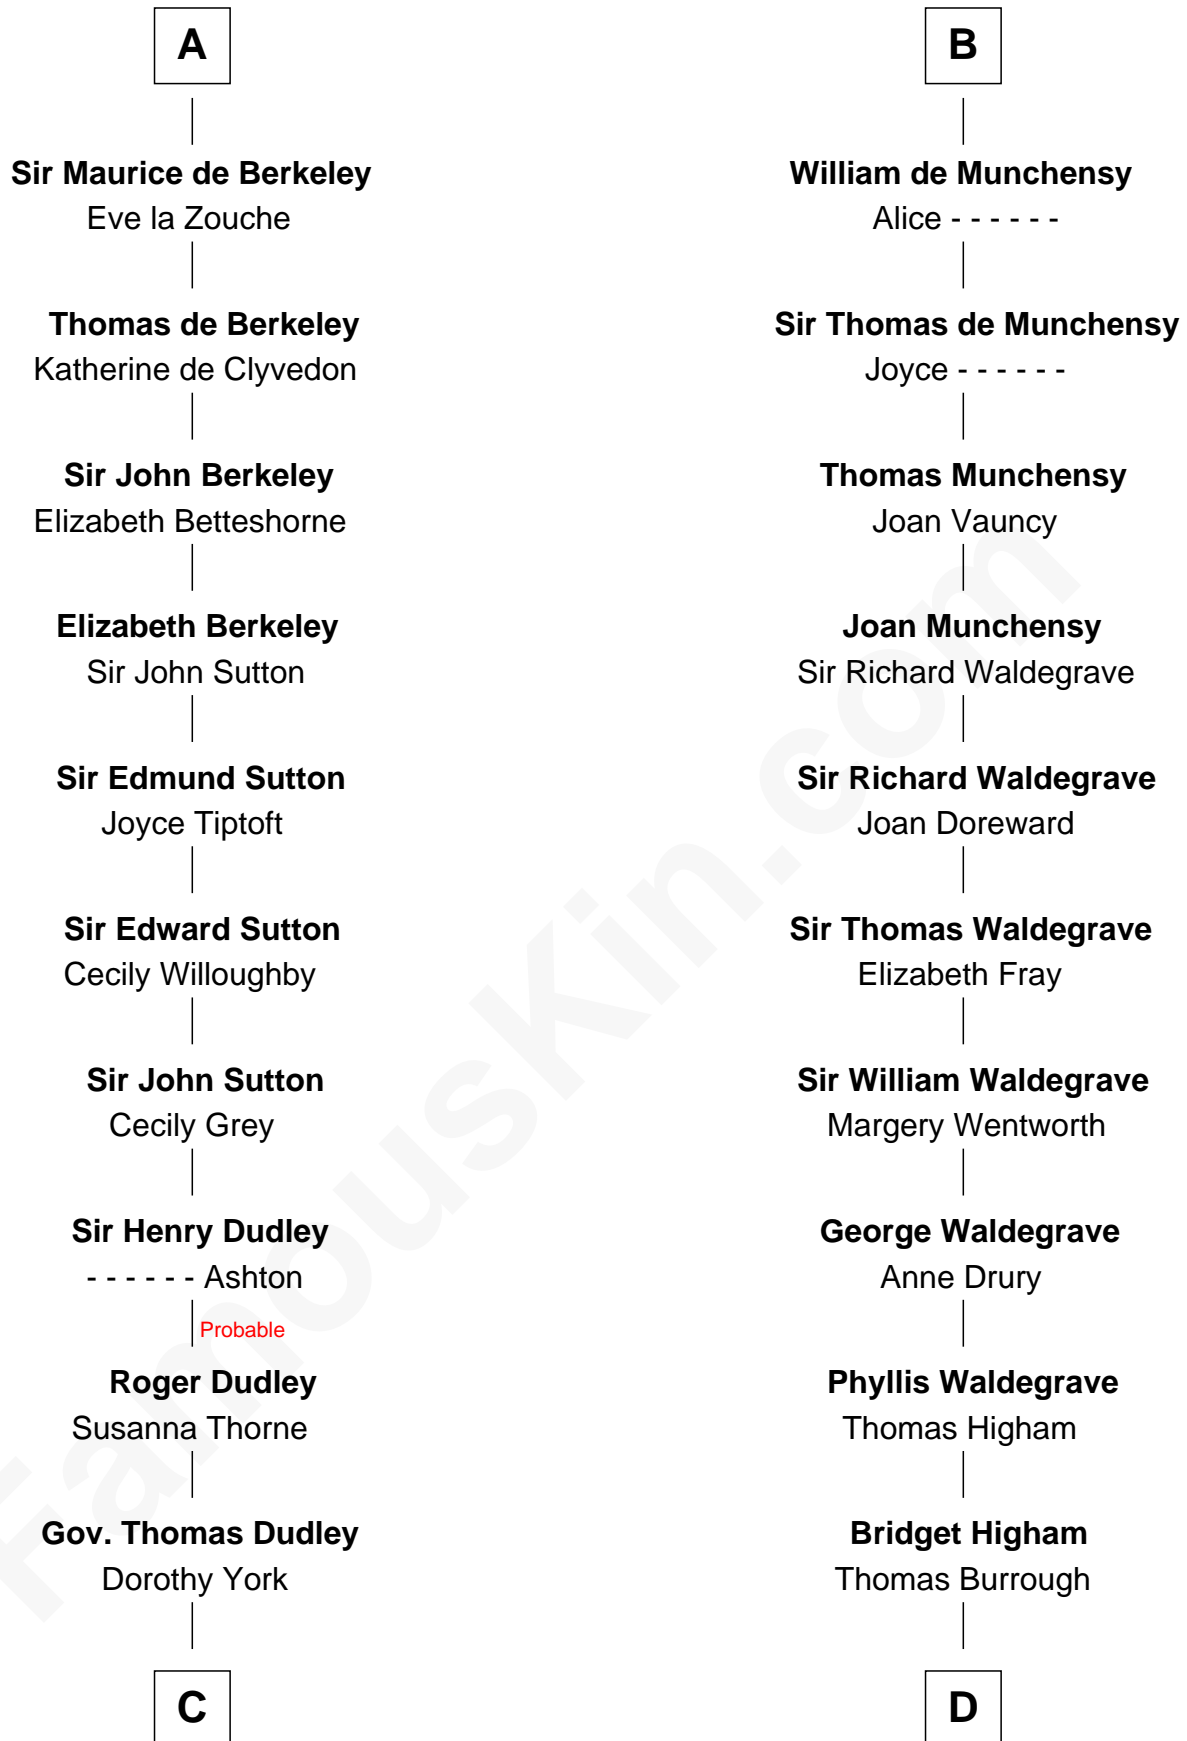 A
Sir Maurice de Berkeley
Eve la Zouche
Thomas de Berkeley
Katherine de Clyvedon
Sir John Berkeley
Elizabeth Betteshorne
Elizabeth Berkeley
Sir John Sutton
Sir Edmund Sutton
Joyce Tiptoft
Sir Edward Sutton
Cecily Willoughby
Sir John Sutton
Cecily Grey
Sir Henry Dudley
- - - - - - Ashton
Probable
Roger Dudley
Susanna Thorne
Gov. Thomas Dudley
Dorothy York
C
B
William de Munchensy
Alice - - - - - -
Sir Thomas de Munchensy
Joyce - - - - - -
Thomas Munchensy
Joan Vauncy
Joan Munchensy
Sir Richard Waldegrave
Sir Richard Waldegrave
Joan Doreward
Sir Thomas Waldegrave
Elizabeth Fray
Sir William Waldegrave
Margery Wentworth
George Waldegrave
Anne Drury
Phyllis Waldegrave
Thomas Higham
Bridget Higham
Thomas Burrough
D
FamousKin.com